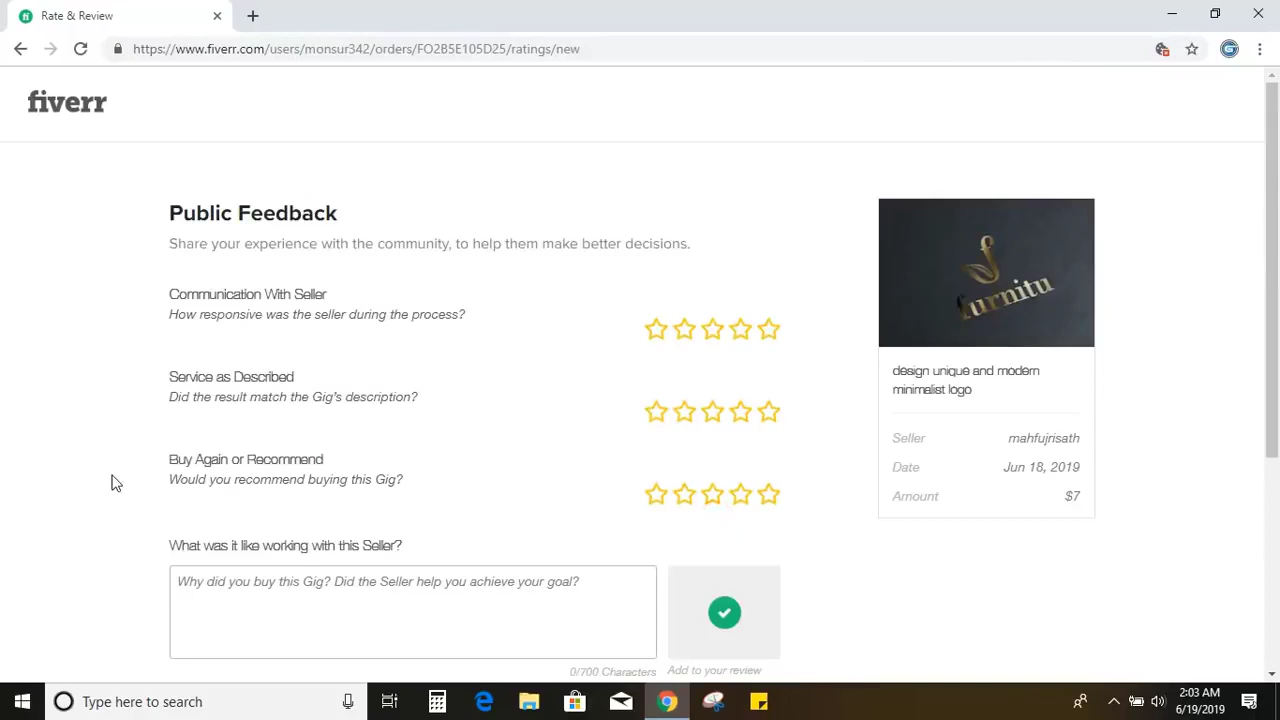 Rate & Review
https://www.fiverr.com/users/monsur342/orders/FO2B5E105D25/ratings/new
fiverr
Public Feedback
Share your experience with the community, to help them make better decisions.
Communication With Seller
How responsive was the seller during the process?
Service as Described
Did the result match the Gig's description?
Buy Again or Recommend
Would you recommend buying this Gig?
What was it like working with this Seller?
Why did you buy this Gig? Did the Seller help you achieve your goal?
0/700 Characters
Add to your review
furnitu
design unique and modern
minimalist logo
Seller mahfujrisath
Date Jun 18, 2019
Amount $7
Type here to search
2:03 AM
6/19/2019